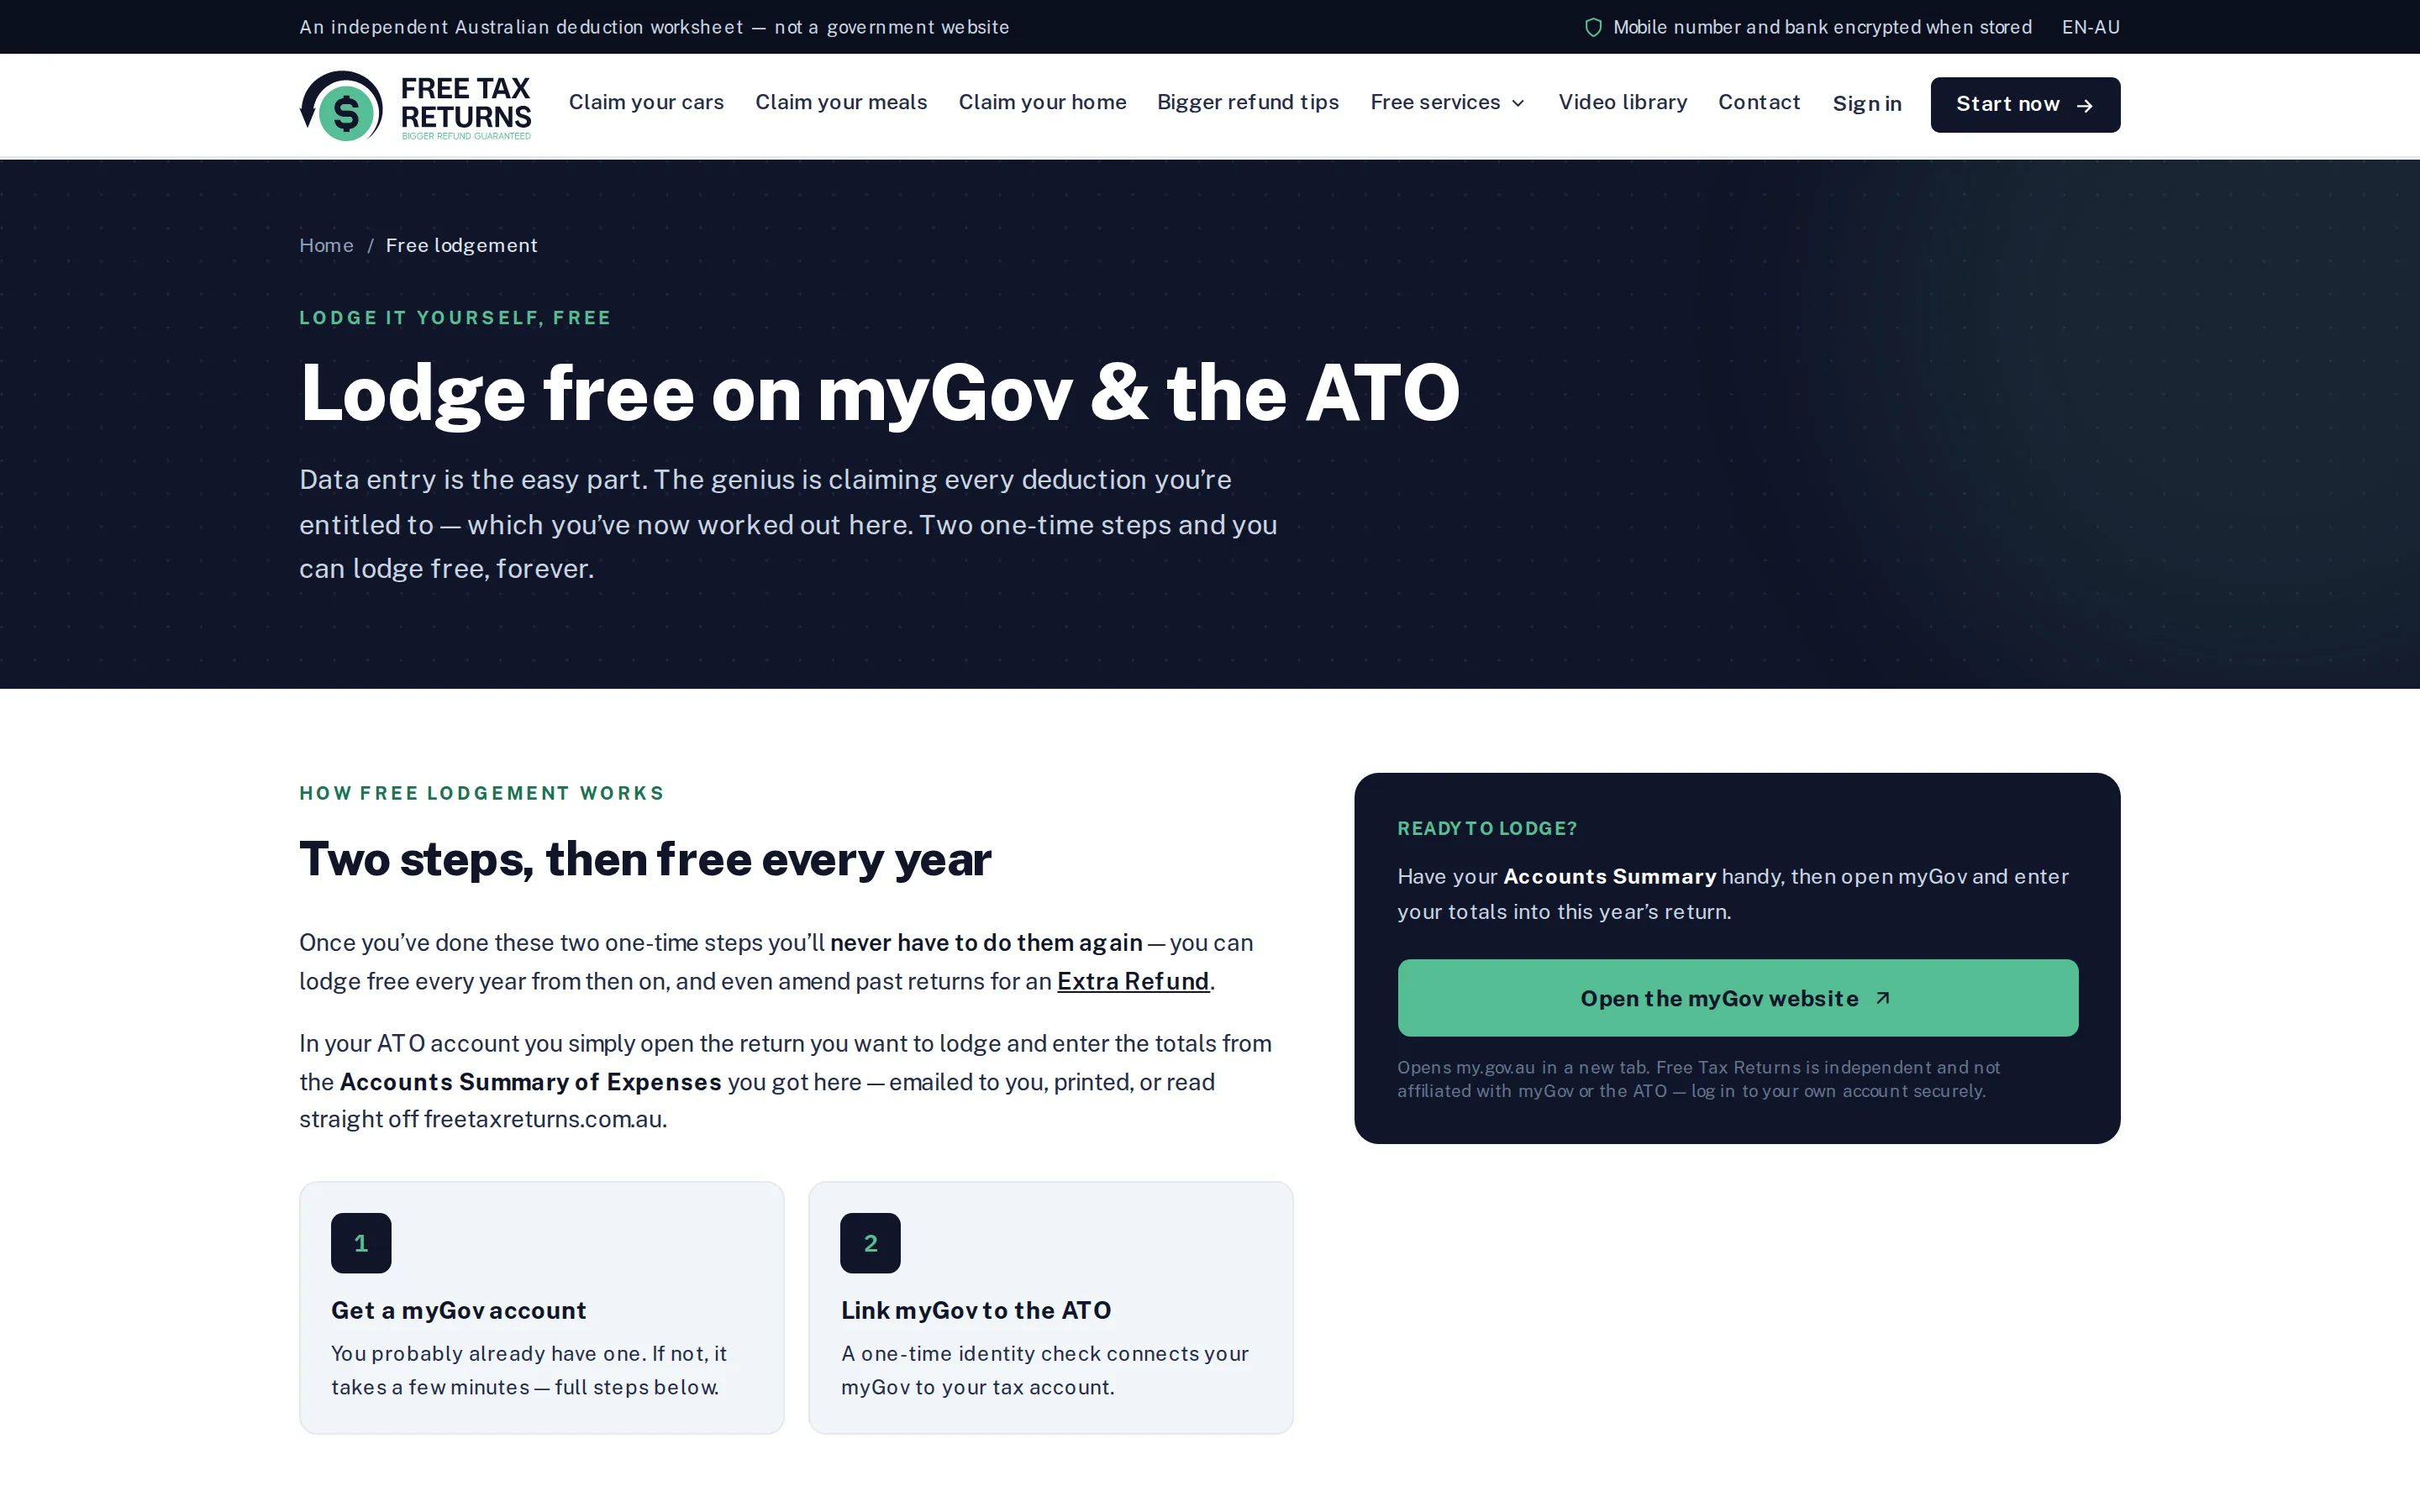 An independent Australian deduction worksheet — not a government website
Mobile number and bank encrypted when stored
EN-AU
FREE TAX
RETURNS
BIGGER REFUND GUARANTEED
Claim your cars
Claim your meals
Claim your home
Bigger refund tips
Free services
Video library
Contact
Sign in
Start now →
Home / Free lodgement
LODGE IT YOURSELF, FREE
Lodge free on myGov & the ATO
Data entry is the easy part. The genius is claiming every deduction you’re
entitled to — which you’ve now worked out here. Two one-time steps and you
can lodge free, forever.
HOW FREE LODGEMENT WORKS
Two steps, then free every year
Once you’ve done these two one-time steps you’ll never have to do them again — you can
lodge free every year from then on, and even amend past returns for an Extra Refund.
In your ATO account you simply open the return you want to lodge and enter the totals from
the Accounts Summary of Expenses you got here — emailed to you, printed, or read
straight off freetaxreturns.com.au.
1
Get a myGov account
You probably already have one. If not, it
takes a few minutes — full steps below.
2
Link myGov to the ATO
A one-time identity check connects your
myGov to your tax account.
READY TO LODGE?
Have your Accounts Summary handy, then open myGov and enter
your totals into this year’s return.
Open the myGov website ↗
Opens my.gov.au in a new tab. Free Tax Returns is independent and not
affiliated with myGov or the ATO — log in to your own account securely.